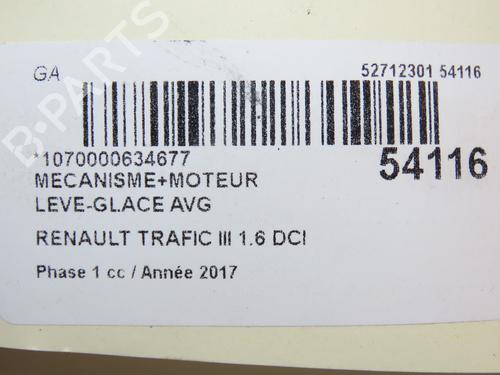 GA 52712301 54116
*1070000634677
54116
MECANISME+MOTEUR
LEVE-GLACE AVG
RENAULT TRAFIC III 1.6 DCI
Phase 1 cc / Année 2017
B-PARTS